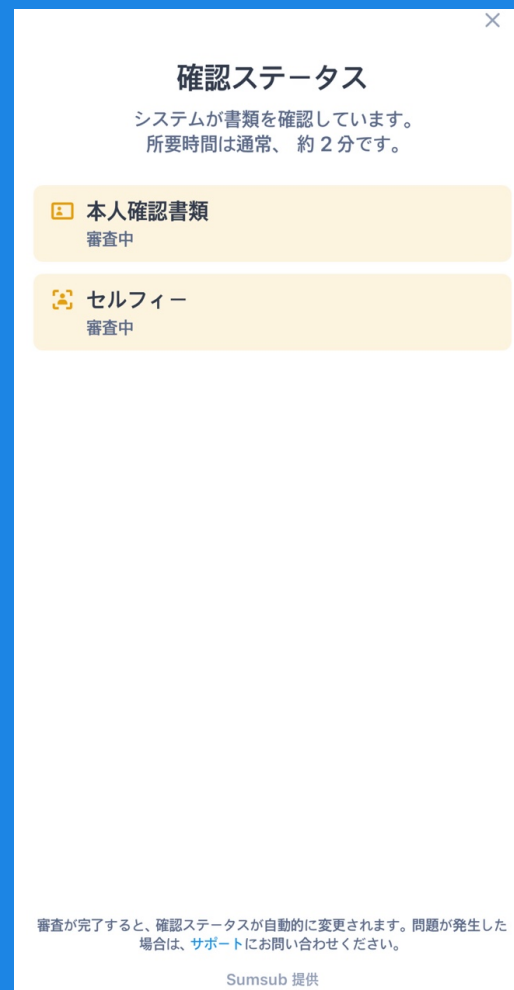 確認ステータス
システムが書類を確認しています。
所要時間は通常、 約 2 分です。
本人確認書類
審査中
セルフィー
審査中
審査が完了すると、確認ステータスが自動的に変更されます。問題が発生した
場合は、サポートにお問い合わせください。
Sumsub 提供